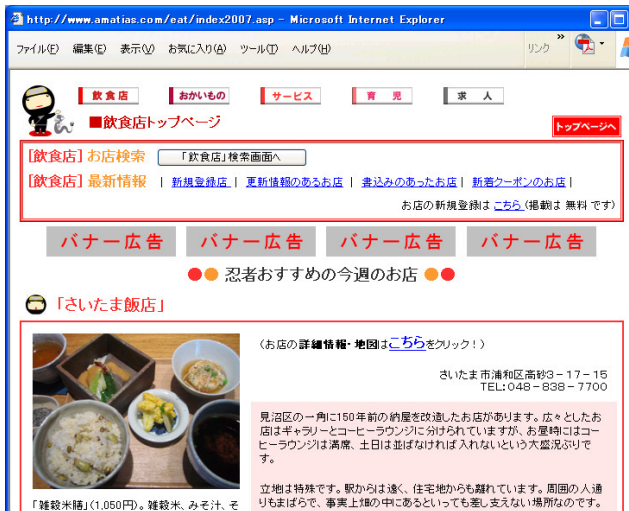 http://www.amatias.com/eat/index2007.asp - Microsoft Internet Explorer
ファイル(F) 編集(E) 表示(V) お気に入り(A) ツール(T) ヘルプ(H) リンク »
飲食店 おかいもの サービス 育 児 求 人
■飲食店トップページ
トップページへ
[飲食店] お店検索 「飲食店」検索画面へ
[飲食店] 最新情報 | 新規登録店 | 更新情報のあるお店 | 書込みのあったお店 | 新着クーポンのお店 |
お店の新規登録は こちら (掲載は 無料 です)
バナー広告 バナー広告 バナー広告 バナー広告
●● 忍者おすすめの今週のお店 ●●
「さいたま飯店」
(お店の詳細情報・地図はこちらをクリック!)
さいたま市浦和区高砂3-17-15
TEL:048-838-7700
見沼区の一角に150年前の納屋を改造したお店があります。広々としたお
店はギャラリーとコーヒーラウンジに分けられていますが、お昼時にはコー
ヒーラウンジは満席、土日は並ばなければ入れないという大盛況ぶりで
す。
立地は特殊です。駅からは遠く、住宅地からも離れています。周囲の人通
りもまばらで、事実上畑の中にあるといっても差し支えない場所なのです。
「雑穀米膳」(1,050円)。雑穀米、みそ汁、そ